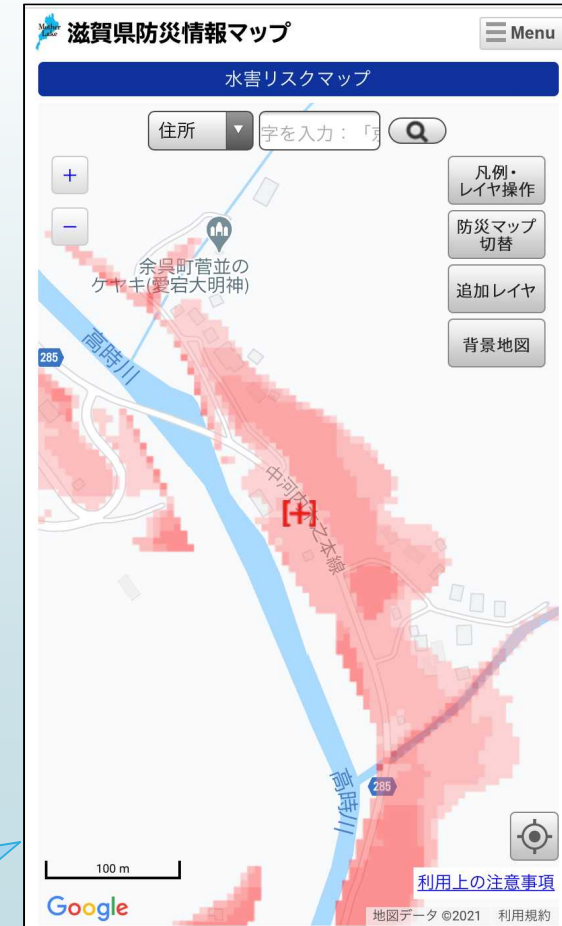 Mother Lake
滋賀県防災情報マップ
Menu
水害リスクマップ
住所
字を入力：「京
+
−
凡例・
レイヤ操作
防災マップ
切替
追加レイヤ
背景地図
余呉町菅並の
ケヤキ(愛宕大明神)
285
高時川
中河内木之本線
[+]
高時川
285
100 m
利用上の注意事項
Google
地図データ ©2021 利用規約